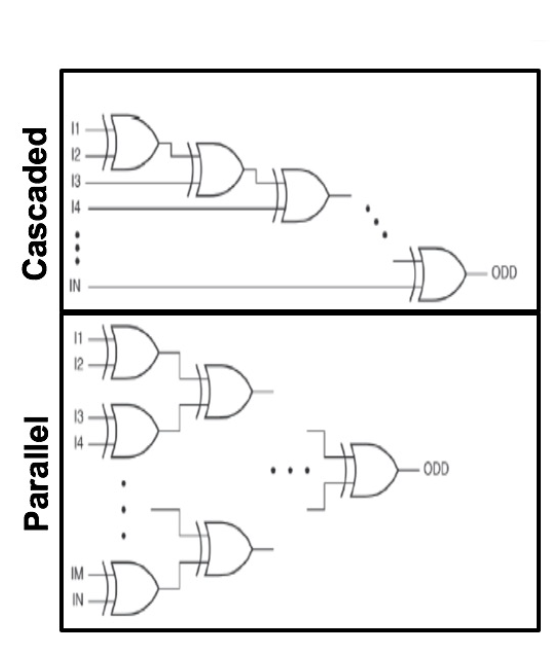 Cascaded
I1
I2
I3
I4
IN
ODD
Parallel
I1
I2
I3
I4
IM
IN
ODD